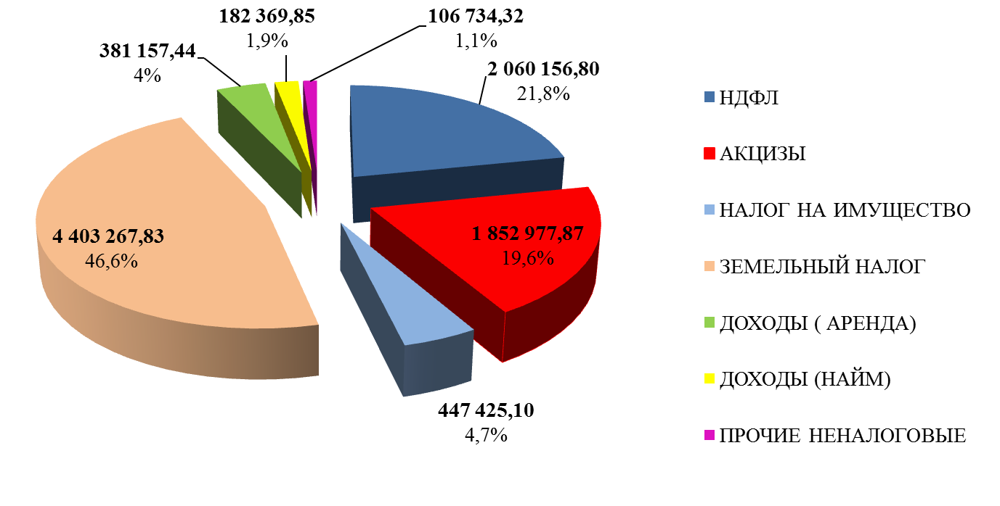 182 369,85
1,9%
106 734,32
1,1%
381 157,44
4%
2 060 156,80
21,8%
4 403 267,83
46,6%
1 852 977,87
19,6%
447 425,10
4,7%
НДФЛ
АКЦИЗЫ
НАЛОГ НА ИМУЩЕСТВО
ЗЕМЕЛЬНЫЙ НАЛОГ
ДОХОДЫ ( АРЕНДА)
ДОХОДЫ (НАЙМ)
ПРОЧИЕ НЕНАЛОГОВЫЕ